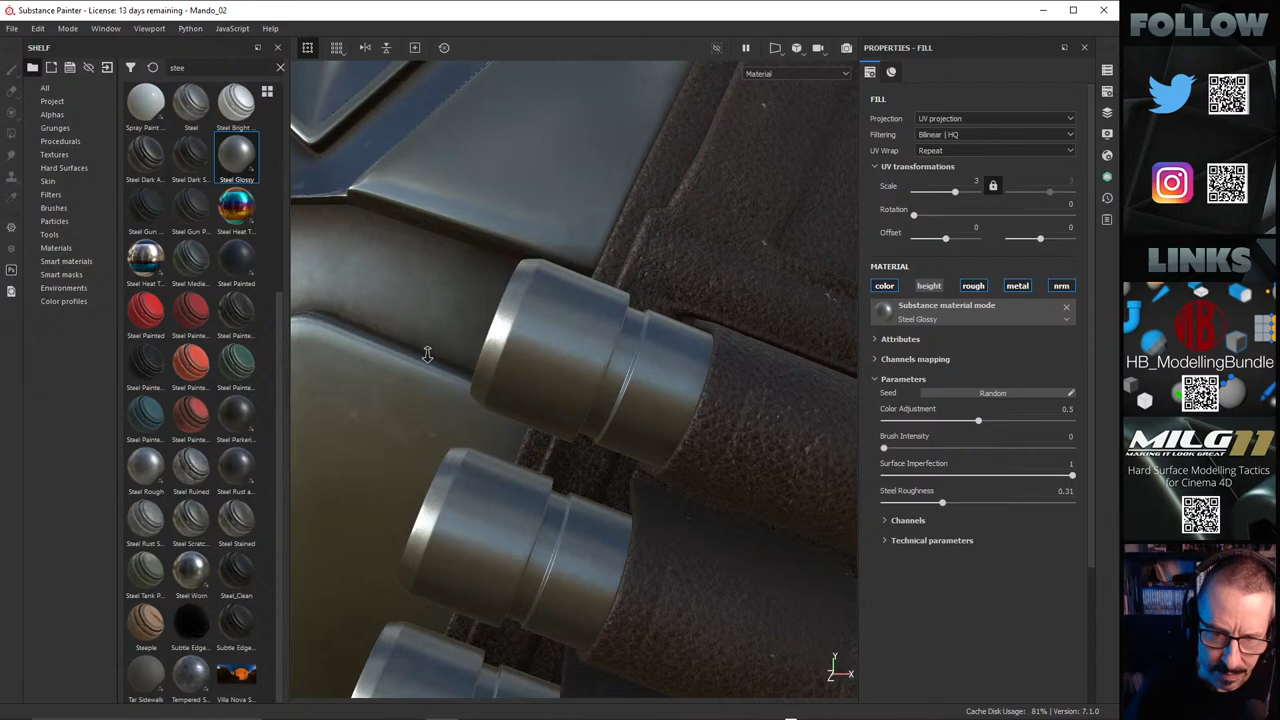 Substance Painter - License: 13 days remaining - Mando_02
File Edit Mode Window Viewport Python JavaScript Help
SHELF
stee
All
Project
Alphas
Grunges
Procedurals
Textures
Hard Surfaces
Skin
Filters
Brushes
Particles
Tools
Materials
Smart materials
Smart masks
Environments
Color profiles
Spray Paint ... Steel Steel Bright ...
Steel Dark A... Steel Dark S... Steel Glossy
Steel Gun ... Steel Gun P... Steel Heat T...
Steel Heat T... Steel Medie... Steel Painted
Steel Painted Steel Painte... Steel Painte...
Steel Painte... Steel Painte... Steel Painte...
Steel Painte... Steel Painte... Steel Parkeri...
Steel Rough Steel Ruined Steel Rust a...
Steel Rust S... Steel Scratc... Steel Stained
Steel Tank P... Steel Worn Steel_Clean
Steeple Subtle Edge... Subtle Edge...
Tar Sidewalk Tempered S... Villa Nova S...
Material
Y
Z X
PROPERTIES - FILL
FILL
Projection UV projection
Filtering Bilinear | HQ
UV Wrap Repeat
UV transformations
Scale 3 3
Rotation 0
Offset 0 0
MATERIAL
color height rough metal nrm
Substance material mode
Steel Glossy
Attributes
Channels mapping
Parameters
Seed Random
Color Adjustment 0.5
Brush Intensity 0
Surface Imperfection 1
Steel Roughness 0.31
Channels
Technical parameters
Cache Disk Usage: 81% | Version: 7.1.0
Ps
FOLLOW
LINKS
HB_ModellingBundle
MILG11
MAKING IT LOOK GREAT
Hard Surface Modelling Tactics
for Cinema 4D